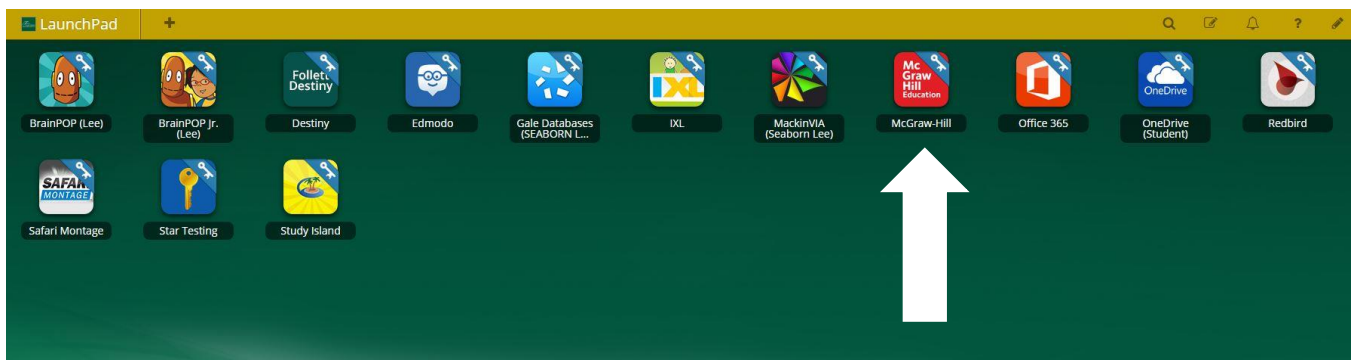 LaunchPad
?
Follett
Destiny
IXL
Mc
Graw
Hill
Education
OneDrive
BrainPOP (Lee)
BrainPOP Jr.
(Lee)
Destiny
Edmodo
Gale Databases
(SEABORN L...
IXL
MackinVIA
(Seaborn Lee)
McGraw-Hill
Office 365
OneDrive
(Student)
Redbird
SAFARI
MONTAGE
Safari Montage
Star Testing
Study Island